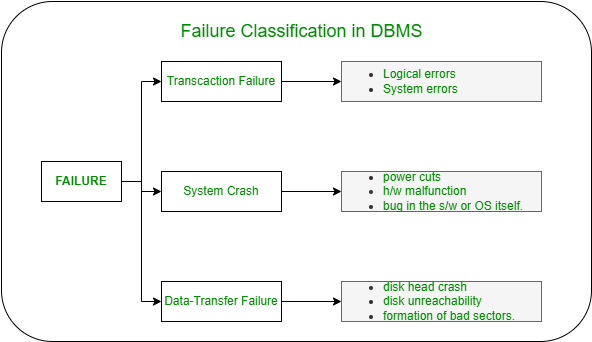 Failure Classification in DBMS
Transcaction Failure
Logical errors
System errors
FAILURE
System Crash
power cuts
h/w malfunction
bug in the s/w or OS itself.
Data-Transfer Failure
disk head crash
disk unreachability
formation of bad sectors.